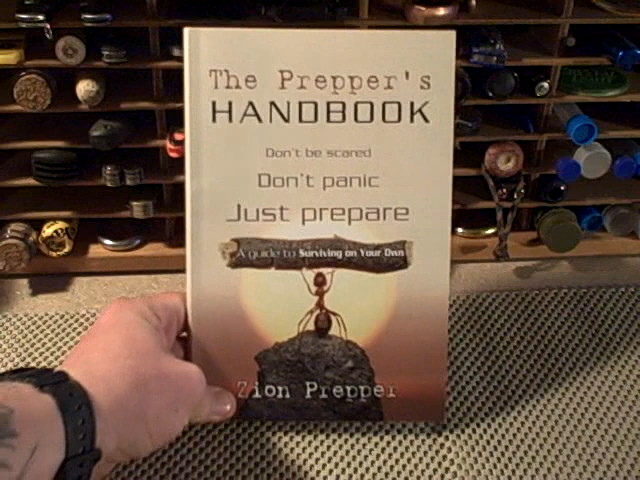 The Prepper's
HANDBOOK
Don't be scared
Don't panic
Just prepare
A guide to Surviving on Your Own
Zion Prepper